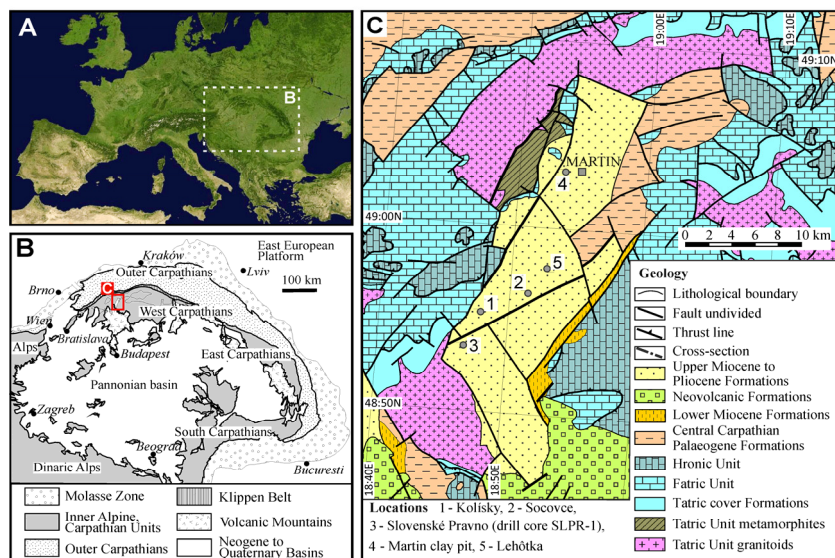 A
B
B
Kraków
East European
Platform
Outer Carpathians
Lviv
Brno
C
100 km
West Carpathians
Wien
Bratislava
Alps
Budapest
East Carpathians
Pannonian basin
Zagreb
South Carpathians
Beograd
Dinaric Alps
Bucuresti
Molasse Zone
Klippen Belt
Inner Alpine,
Carpathian Units
Volcanic Mountains
Outer Carpathians
Neogene to
Quaternary Basins
C
19:00E
19:10E
49:10N
MARTIN
4
49:00N
0 2 4 6 8 10 km
5
2
1
3
48:50N
18:40E
18:50E
Geology
Lithological boundary
Fault undivided
Thrust line
Cross-section
Upper Miocene to
Pliocene Formations
Neovolcanic Formations
Lower Miocene Formations
Central Carpathian
Palaeogene Formations
Hronic Unit
Fatric Unit
Tatric cover Formations
Tatric Unit metamorphites
Tatric Unit granitoids
Locations 1 - Kolísky, 2 - Socovce,
3 - Slovenské Pravno (drill core SLPR-1),
4 - Martin clay pit, 5 - Lehôtka